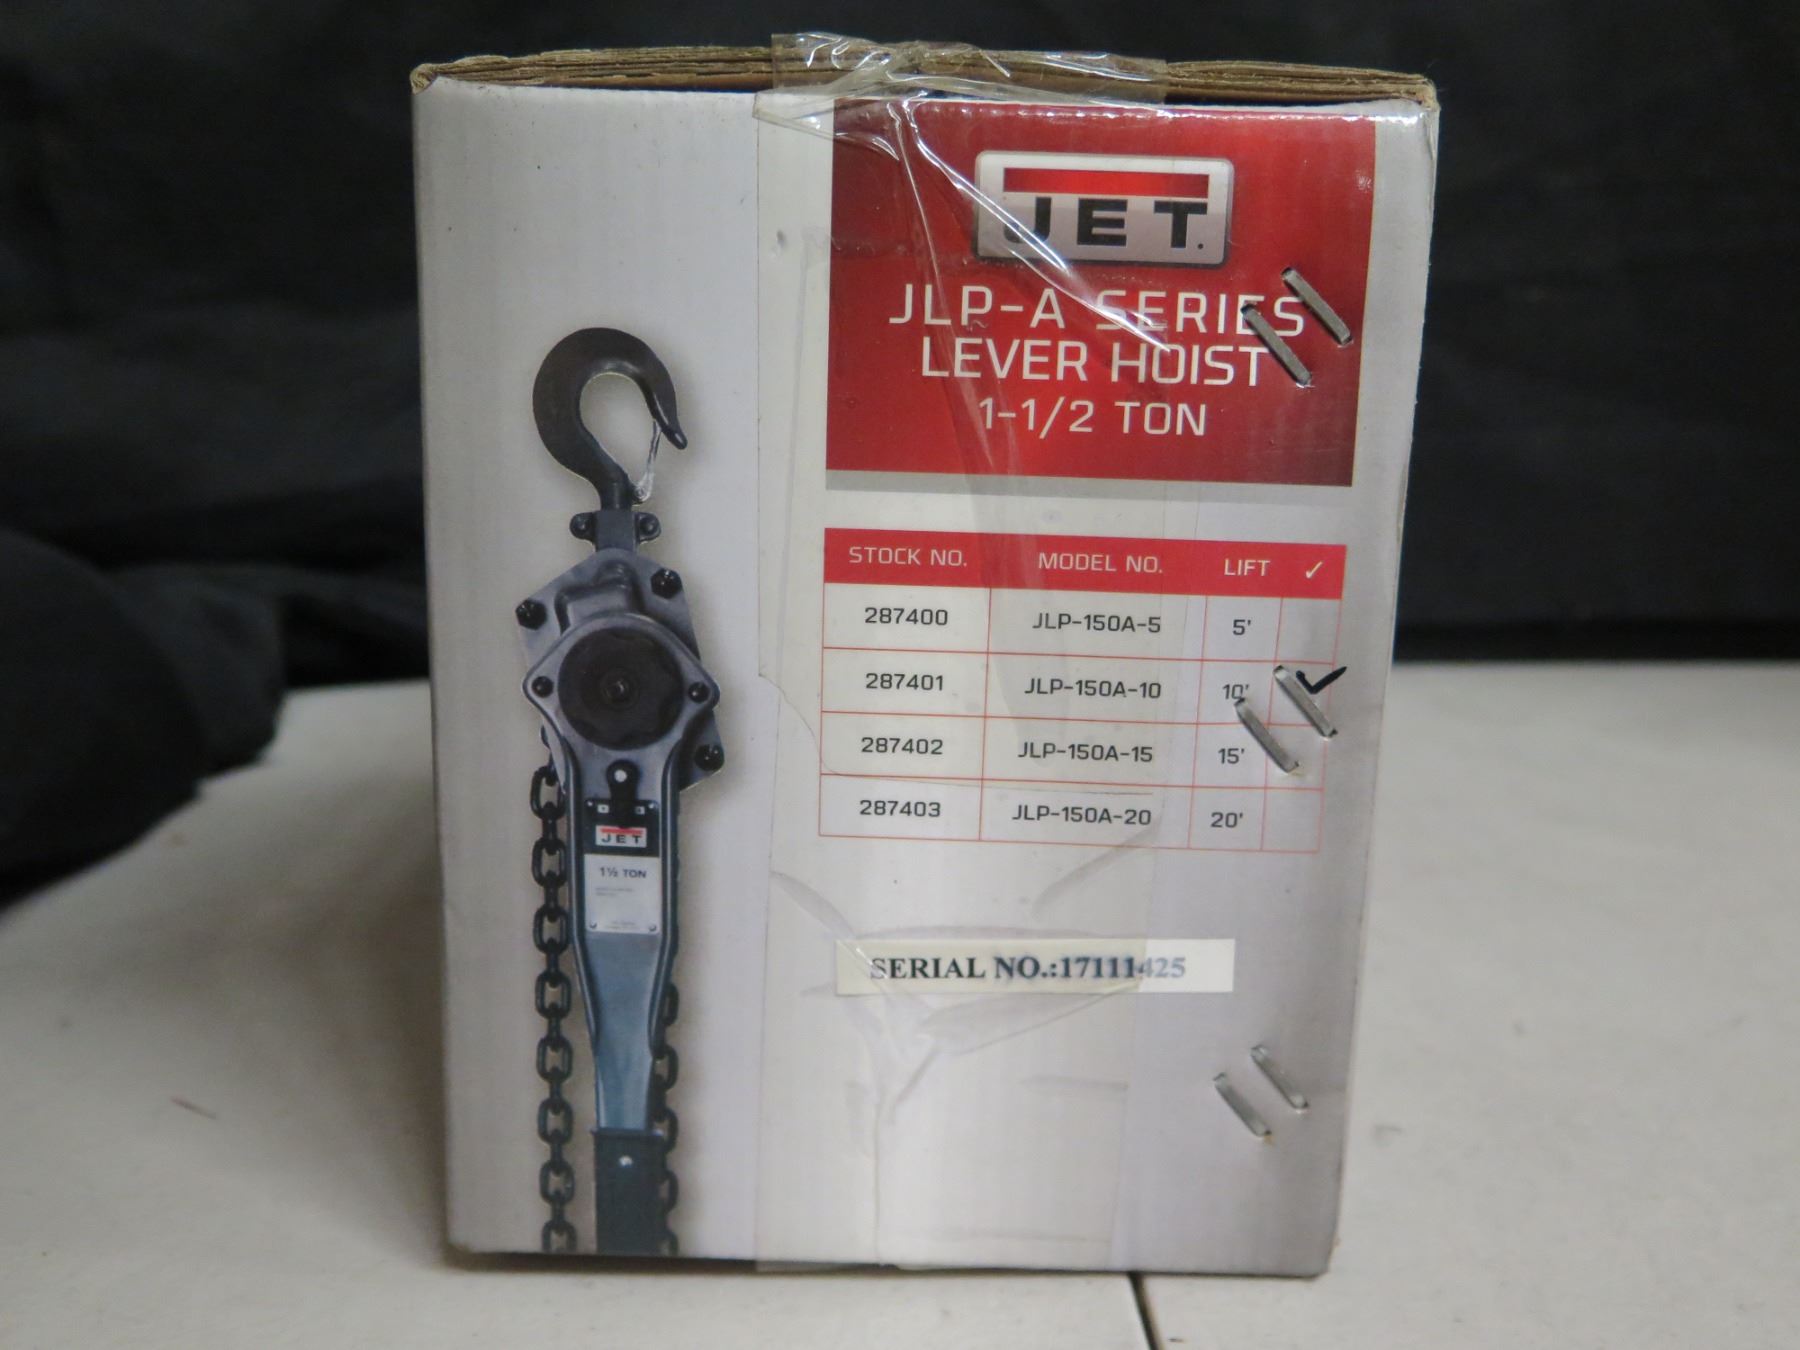 JET.
JLP-A SERIES
LEVER HOIST
1-1/2 TON
STOCK NO. MODEL NO. LIFT ✓
287400 JLP-150A-5 5'
287401 JLP-150A-10 10' ✓
287402 JLP-150A-15 15'
287403 JLP-150A-20 20'
JET
1½ TON
SERIAL NO.:17111425